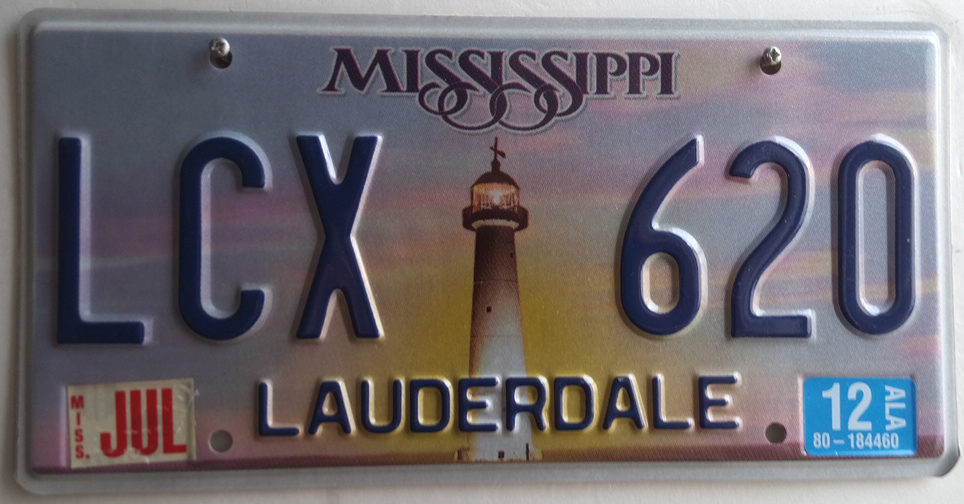 MISSISSIPPI
LCX 620
LAUDERDALE
MISS. JUL
12 ALA
80-184460